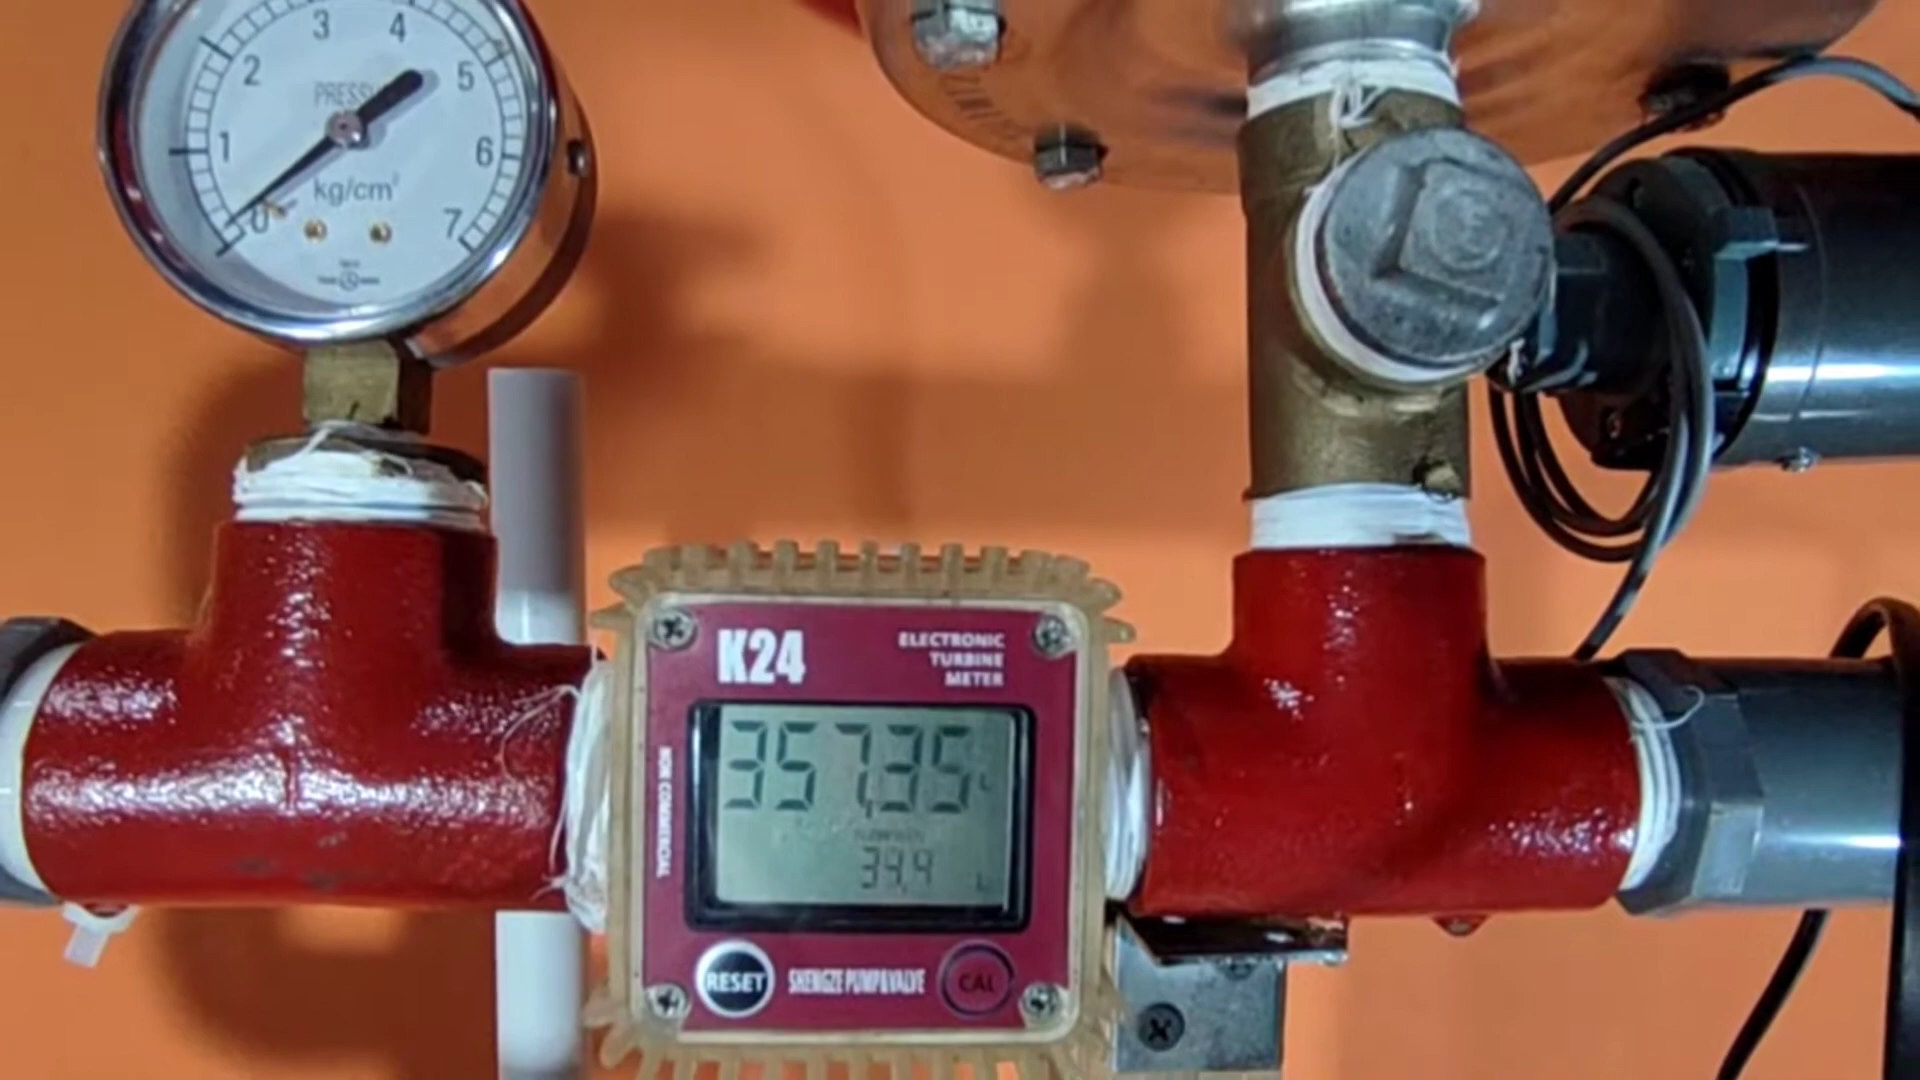 3 4
2 5
PRESSU
1 6
kg/cm²
0 7
K24
ELECTRONIC
TURBINE
METER
357.35 L
34.4 L
NON COMMERCIAL
RESET
SHENGZE PUMP&VALVE
CAL